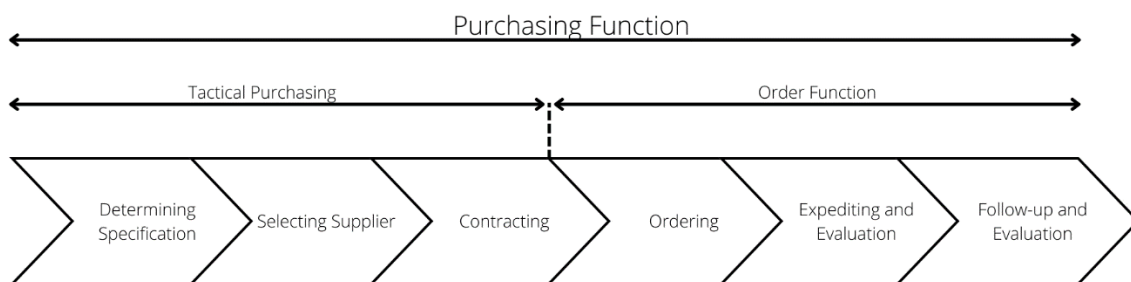 Purchasing Function
Tactical Purchasing
Order Function
Determining
Specification
Selecting Supplier
Contracting
Ordering
Expediting and
Evaluation
Follow-up and
Evaluation